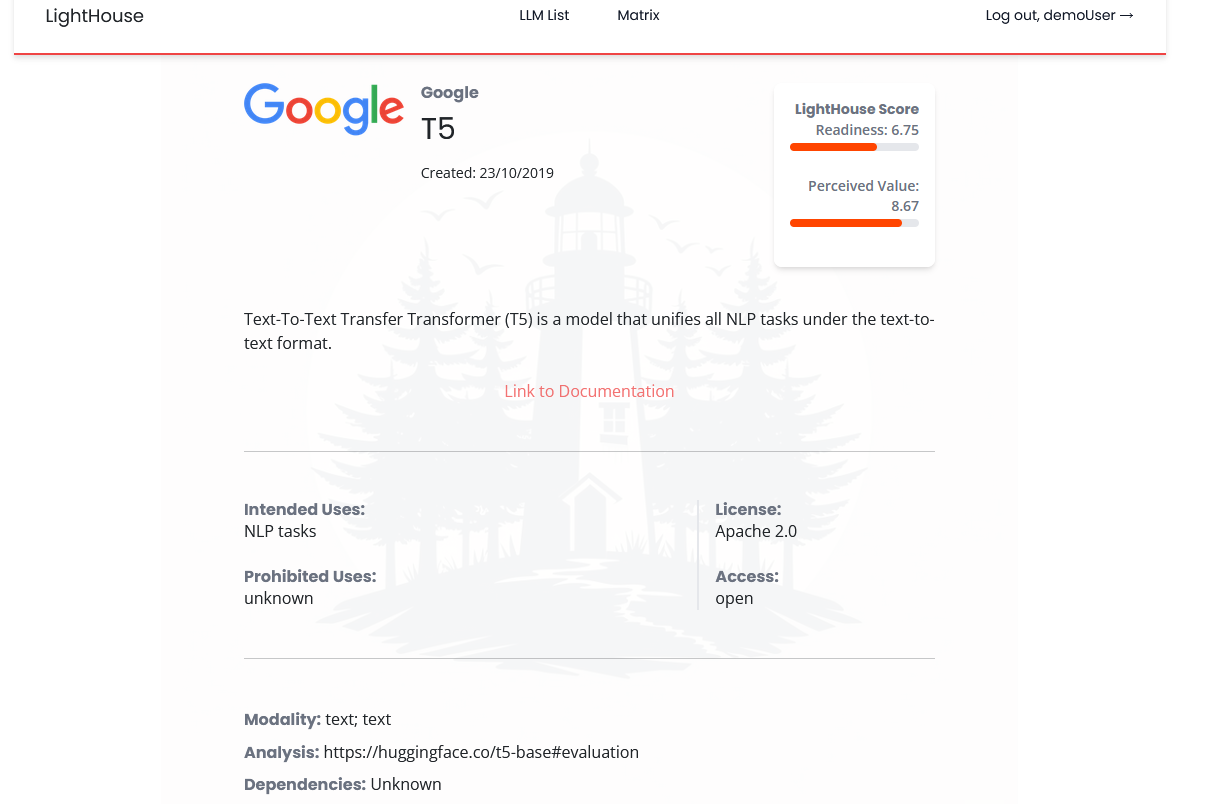 LightHouse
LLM List
Matrix
Log out, demoUser →
Google
Google
T5
Created: 23/10/2019
LightHouse Score
Readiness: 6.75
Perceived Value:
8.67
Text-To-Text Transfer Transformer (T5) is a model that unifies all NLP tasks under the text-to-
text format.
Link to Documentation
Intended Uses:
NLP tasks
Prohibited Uses:
unknown
License:
Apache 2.0
Access:
open
Modality: text; text
Analysis: https://huggingface.co/t5-base#evaluation
Dependencies: Unknown